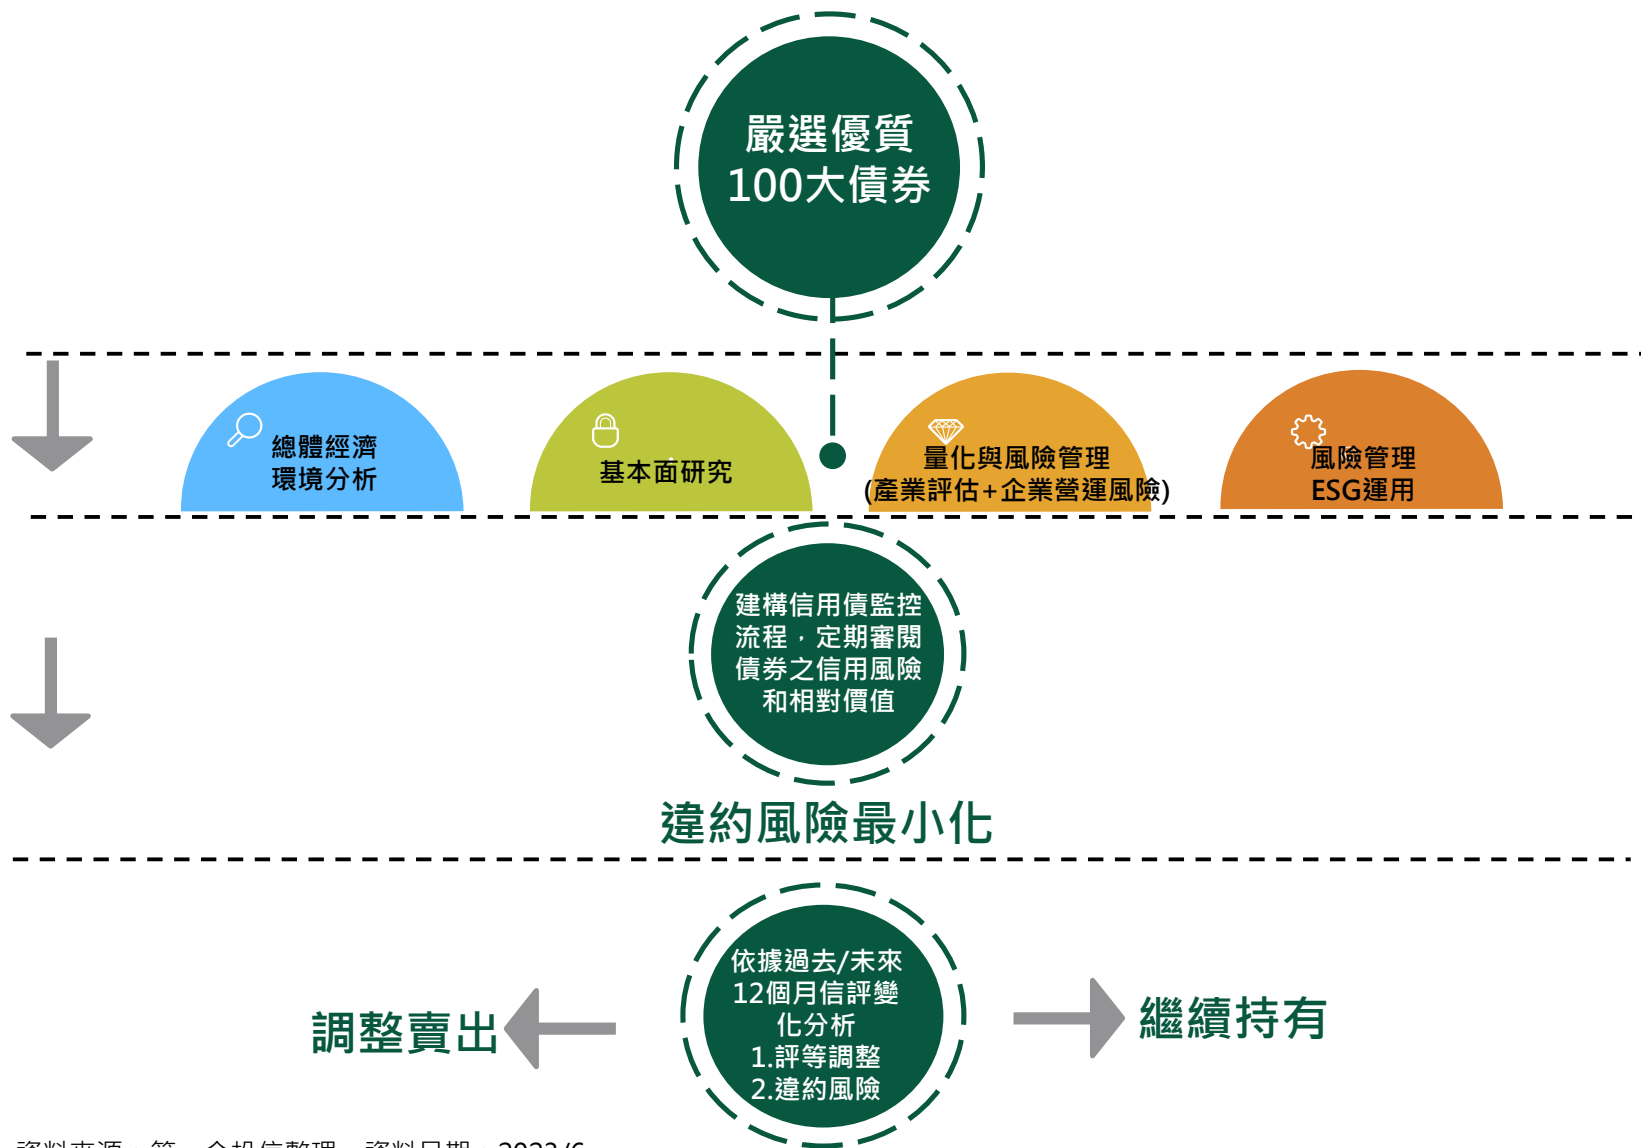 嚴選優質
100大債券
總體經濟
環境分析
基本面研究
量化與風險管理
(產業評估+企業營運風險)
風險管理
ESG運用
建構信用債監控
流程，定期審閱
債券之信用風險
和相對價值
違約風險最小化
依據過去/未來
12個月信評變
化分析
1.評等調整
2.違約風險
調整賣出
繼續持有